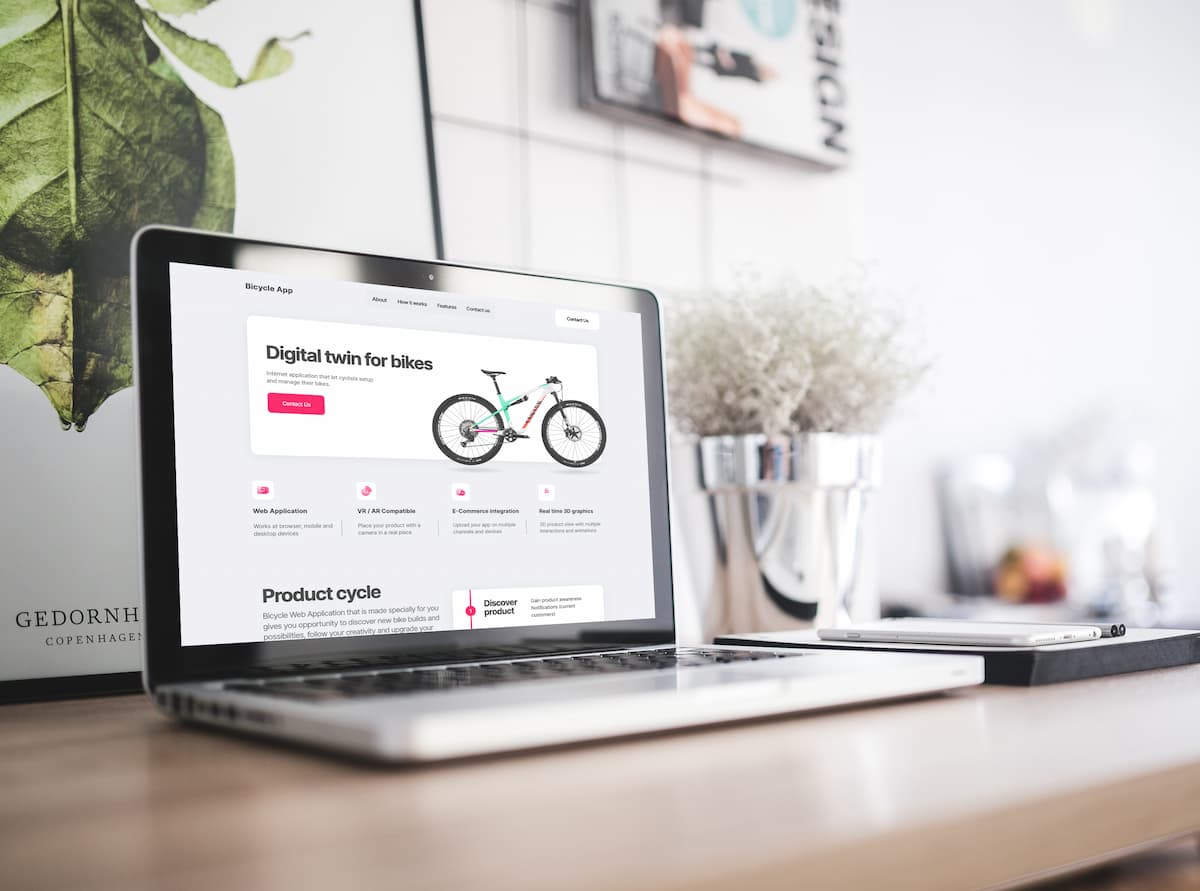 ESIGN
Bicycle App
About
How it works
Features
Contact us
Contact Us
Digital twin for bikes
Internet application that let cyclists setup
and manage their bikes.
Contact Us
Web Application
Works at browser, mobile and
desktop devices
VR / AR Compatible
Place your product with a
camera in a real place
E-Commerce integration
Upload your app on multiple
channels and devices
Real time 3D graphics
3D product view with multiple
interactions and animations
Product cycle
Bicycle Web Application that is made specially for you
gives you opportunity to discover new bike builds and
possibilities, follow your creativity and upgrade your
1
Discover
product
Gain product awareness
Notifications (current
customers)
GEDORNH
COPENHAGEN